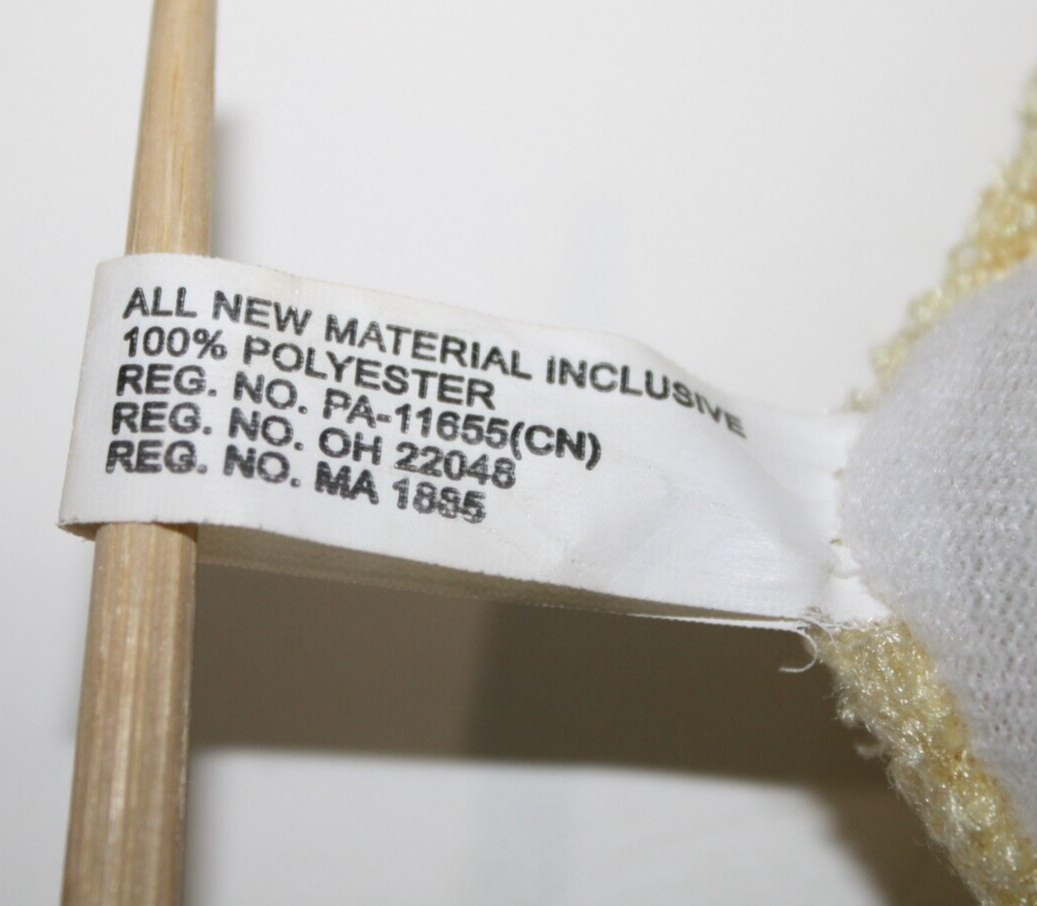 ALL NEW MATERIAL INCLUSIVE
100% POLYESTER
REG. NO. PA-11655(CN)
REG. NO. OH 22048
REG. NO. MA 1885